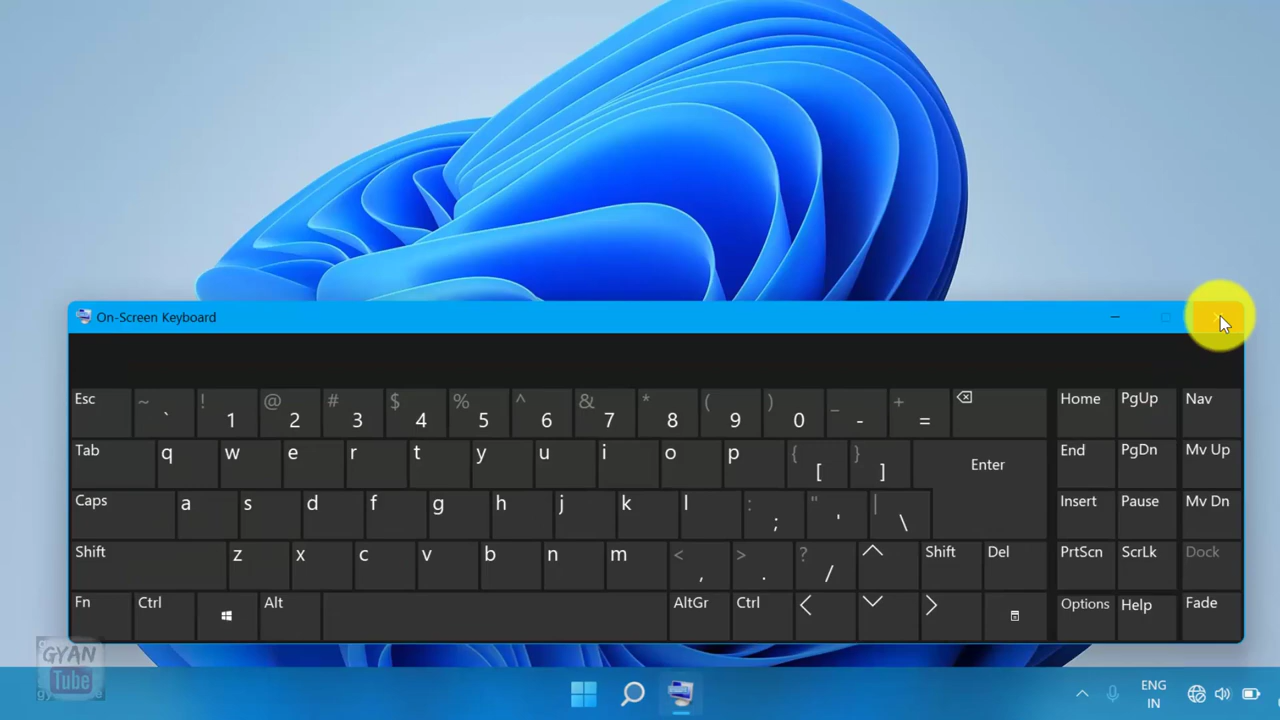 On-Screen Keyboard
Esc ~ ` ! 1 @ 2 # 3 $ 4 % 5 ^ 6 & 7 * 8 ( 9 ) 0 _ - + = Home PgUp Nav
Tab q w e r t y u i o p { [ } ] Enter End PgDn Mv Up
Caps a s d f g h j k l : ; " ' | \ Insert Pause Mv Dn
Shift z x c v b n m < , > . ? / Shift Del PrtScn ScrLk Dock
Fn Ctrl Alt AltGr Ctrl Options Help Fade
GYAN
Tube
ENG
IN